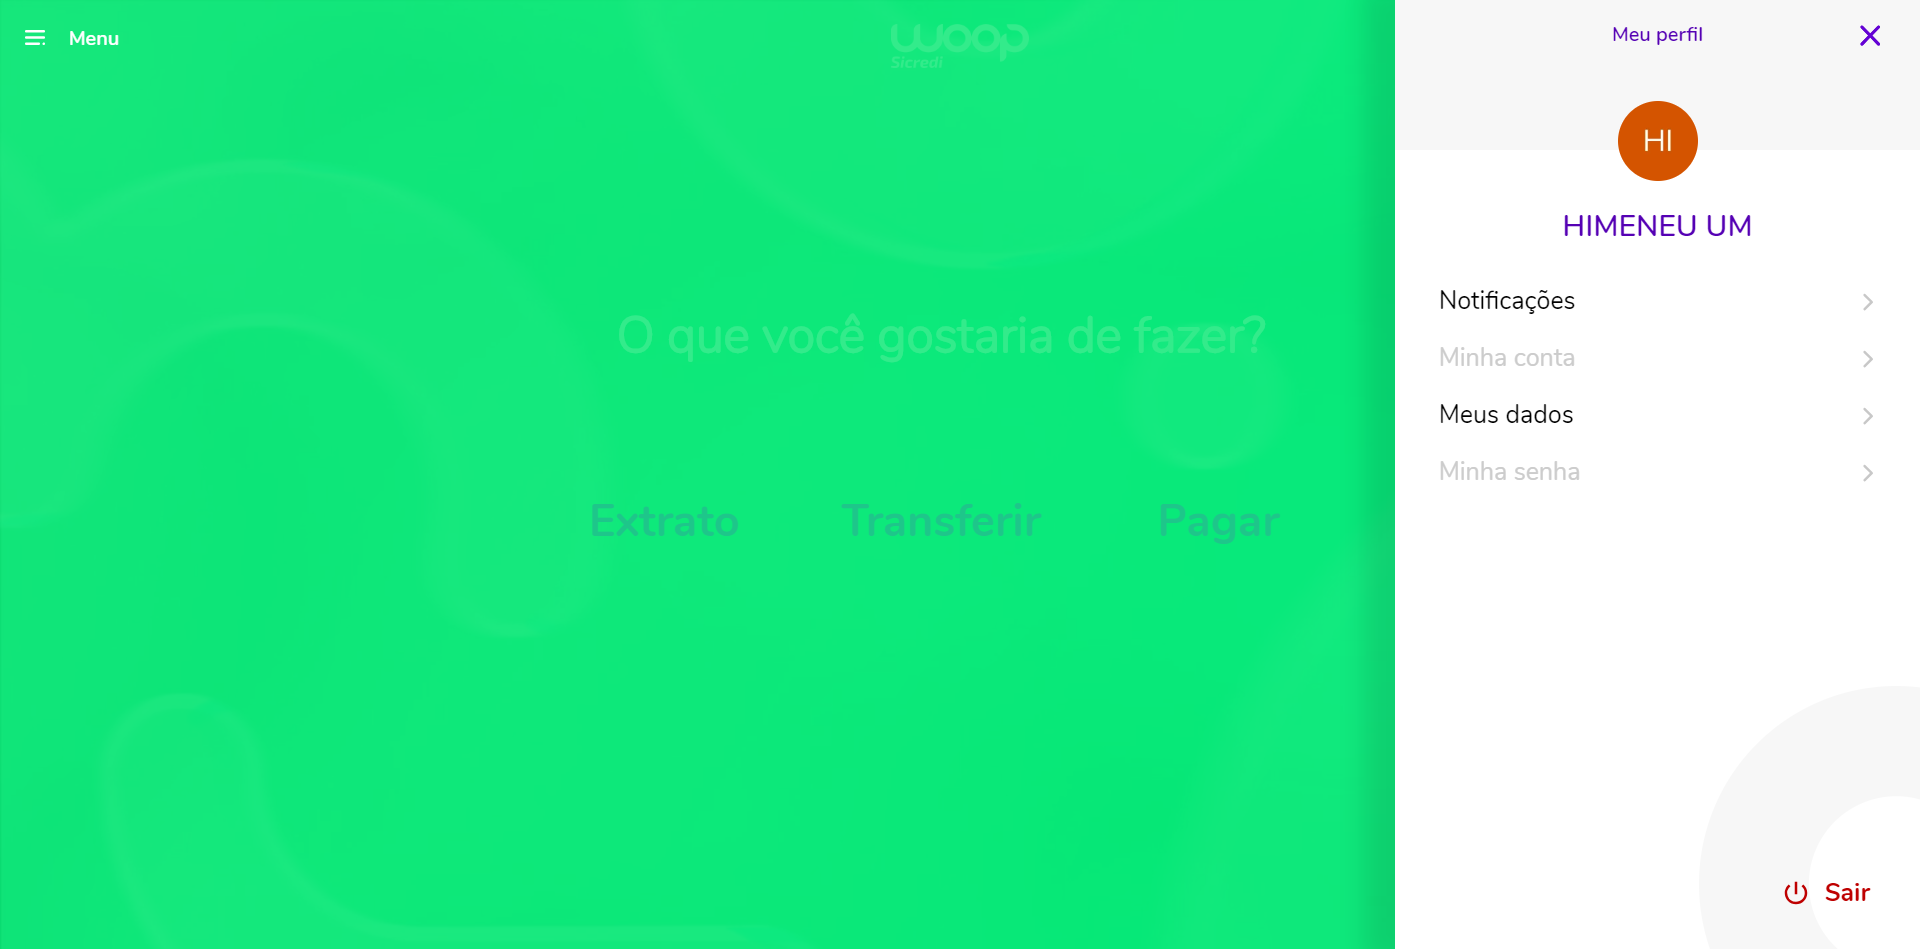 Menu
woop
Sicredi
O que você gostaria de fazer?
Extrato
Transferir
Pagar
Meu perfil
HI
HIMENEU UM
Notificações
Minha conta
Meus dados
Minha senha
Sair